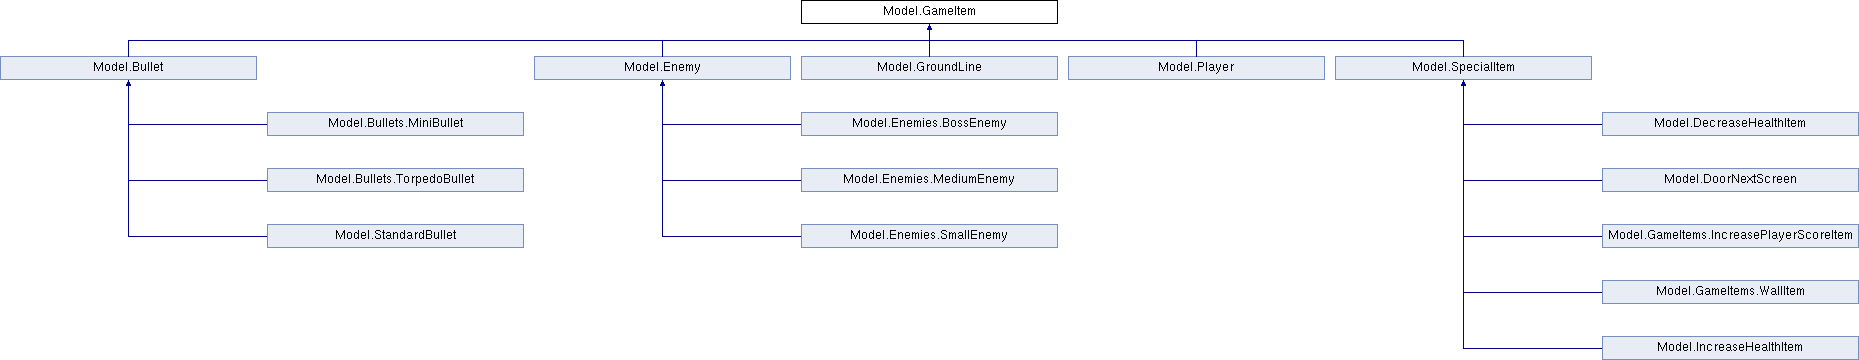 Model.GameItem
Model.Bullet
Model.Enemy
Model.GroundLine
Model.Player
Model.SpecialItem
Model.Bullets.MiniBullet
Model.Enemies.BossEnemy
Model.DecreaseHealthItem
Model.Bullets.TorpedoBullet
Model.Enemies.MediumEnemy
Model.DoorNextScreen
Model.StandardBullet
Model.Enemies.SmallEnemy
Model.GameItems.IncreasePlayerScoreItem
Model.GameItems.WallItem
Model.IncreaseHealthItem